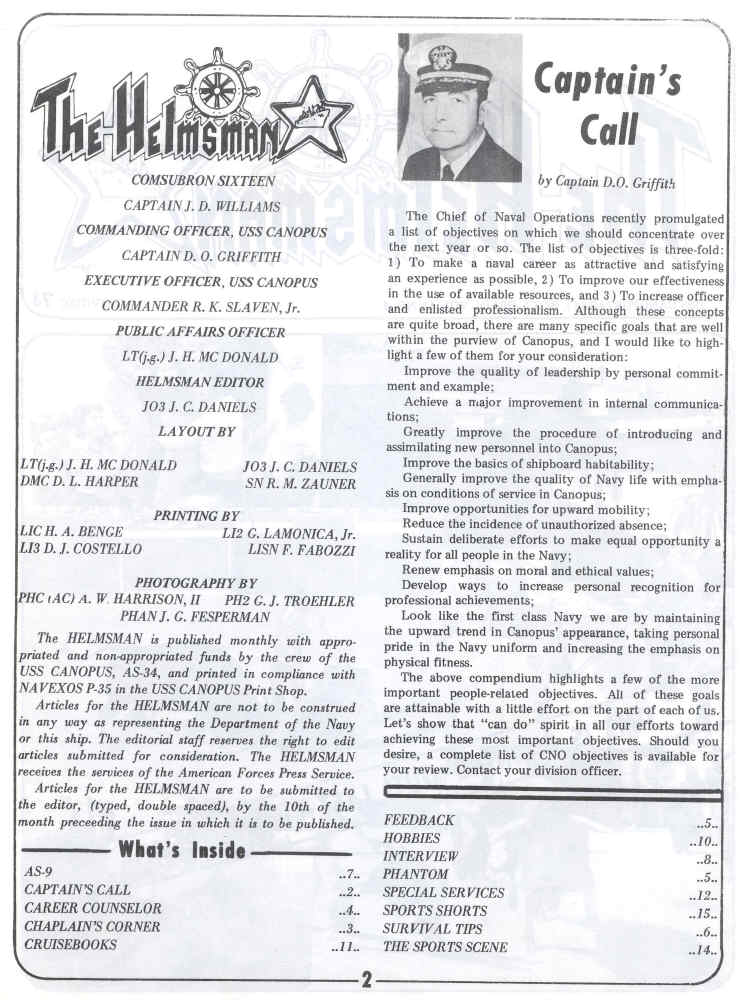 The Helmsman
COMSUBRON SIXTEEN
CAPTAIN J. D. WILLIAMS
COMMANDING OFFICER, USS CANOPUS
CAPTAIN D. O. GRIFFITH
EXECUTIVE OFFICER, USS CANOPUS
COMMANDER R. K. SLAVEN, Jr.
PUBLIC AFFAIRS OFFICER
LT(j.g.) J. H. MC DONALD
HELMSMAN EDITOR
JO3 J. C. DANIELS
LAYOUT BY
LT(j.g.) J. H. MC DONALD JO3 J. C. DANIELS
DMC D. L. HARPER SN R. M. ZAUNER
PRINTING BY
LIC H. A. BENGE LI2 G. LAMONICA, Jr.
LI3 D. J. COSTELLO LISN F. FABOZZI
PHOTOGRAPHY BY
PHC (AC) A. W. HARRISON, II PH2 G. J. TROEHLER
PHAN J. G. FESPERMAN
The HELMSMAN is published monthly with appro-
priated and non-appropriated funds by the crew of the
USS CANOPUS, AS-34, and printed in compliance with
NAVEXOS P-35 in the USS CANOPUS Print Shop.
Articles for the HELMSMAN are not to be construed
in any way as representing the Department of the Navy
or this ship. The editorial staff reserves the right to edit
articles submitted for consideration. The HELMSMAN
receives the services of the American Forces Press Service.
Articles for the HELMSMAN are to be submitted to
the editor, (typed, double spaced), by the 10th of the
month preceeding the issue in which it is to be published.
What's Inside
AS-9 ..7..
CAPTAIN'S CALL ..2..
CAREER COUNSELOR ..4..
CHAPLAIN'S CORNER ..3..
CRUISEBOOKS ..11..
Captain's
Call
by Captain D.O. Griffith
The Chief of Naval Operations recently promulgated
a list of objectives on which we should concentrate over
the next year or so. The list of objectives is three-fold:
1) To make a naval career as attractive and satisfying
an experience as possible, 2) To improve our effectiveness
in the use of available resources, and 3) To increase officer
and enlisted professionalism. Although these concepts
are quite broad, there are many specific goals that are well
within the purview of Canopus, and I would like to high-
light a few of them for your consideration:
Improve the quality of leadership by personal commit-
ment and example;
Achieve a major improvement in internal communica-
tions;
Greatly improve the procedure of introducing and
assimilating new personnel into Canopus;
Improve the basics of shipboard habitability;
Generally improve the quality of Navy life with empha-
sis on conditions of service in Canopus;
Improve opportunities for upward mobility;
Reduce the incidence of unauthorized absence;
Sustain deliberate efforts to make equal opportunity a
reality for all people in the Navy;
Renew emphasis on moral and ethical values;
Develop ways to increase personal recognition for
professional achievements;
Look like the first class Navy we are by maintaining
the upward trend in Canopus' appearance, taking personal
pride in the Navy uniform and increasing the emphasis on
physical fitness.
The above compendium highlights a few of the more
important people-related objectives. All of these goals
are attainable with a little effort on the part of each of us.
Let's show that "can do" spirit in all our efforts toward
achieving these most important objectives. Should you
desire, a complete list of CNO objectives is available for
your review. Contact your division officer.
FEEDBACK ..5..
HOBBIES ..10..
INTERVIEW ..8..
PHANTOM ..5..
SPECIAL SERVICES ..12..
SPORTS SHORTS ..15..
SURVIVAL TIPS ..6..
THE SPORTS SCENE ..14..
2